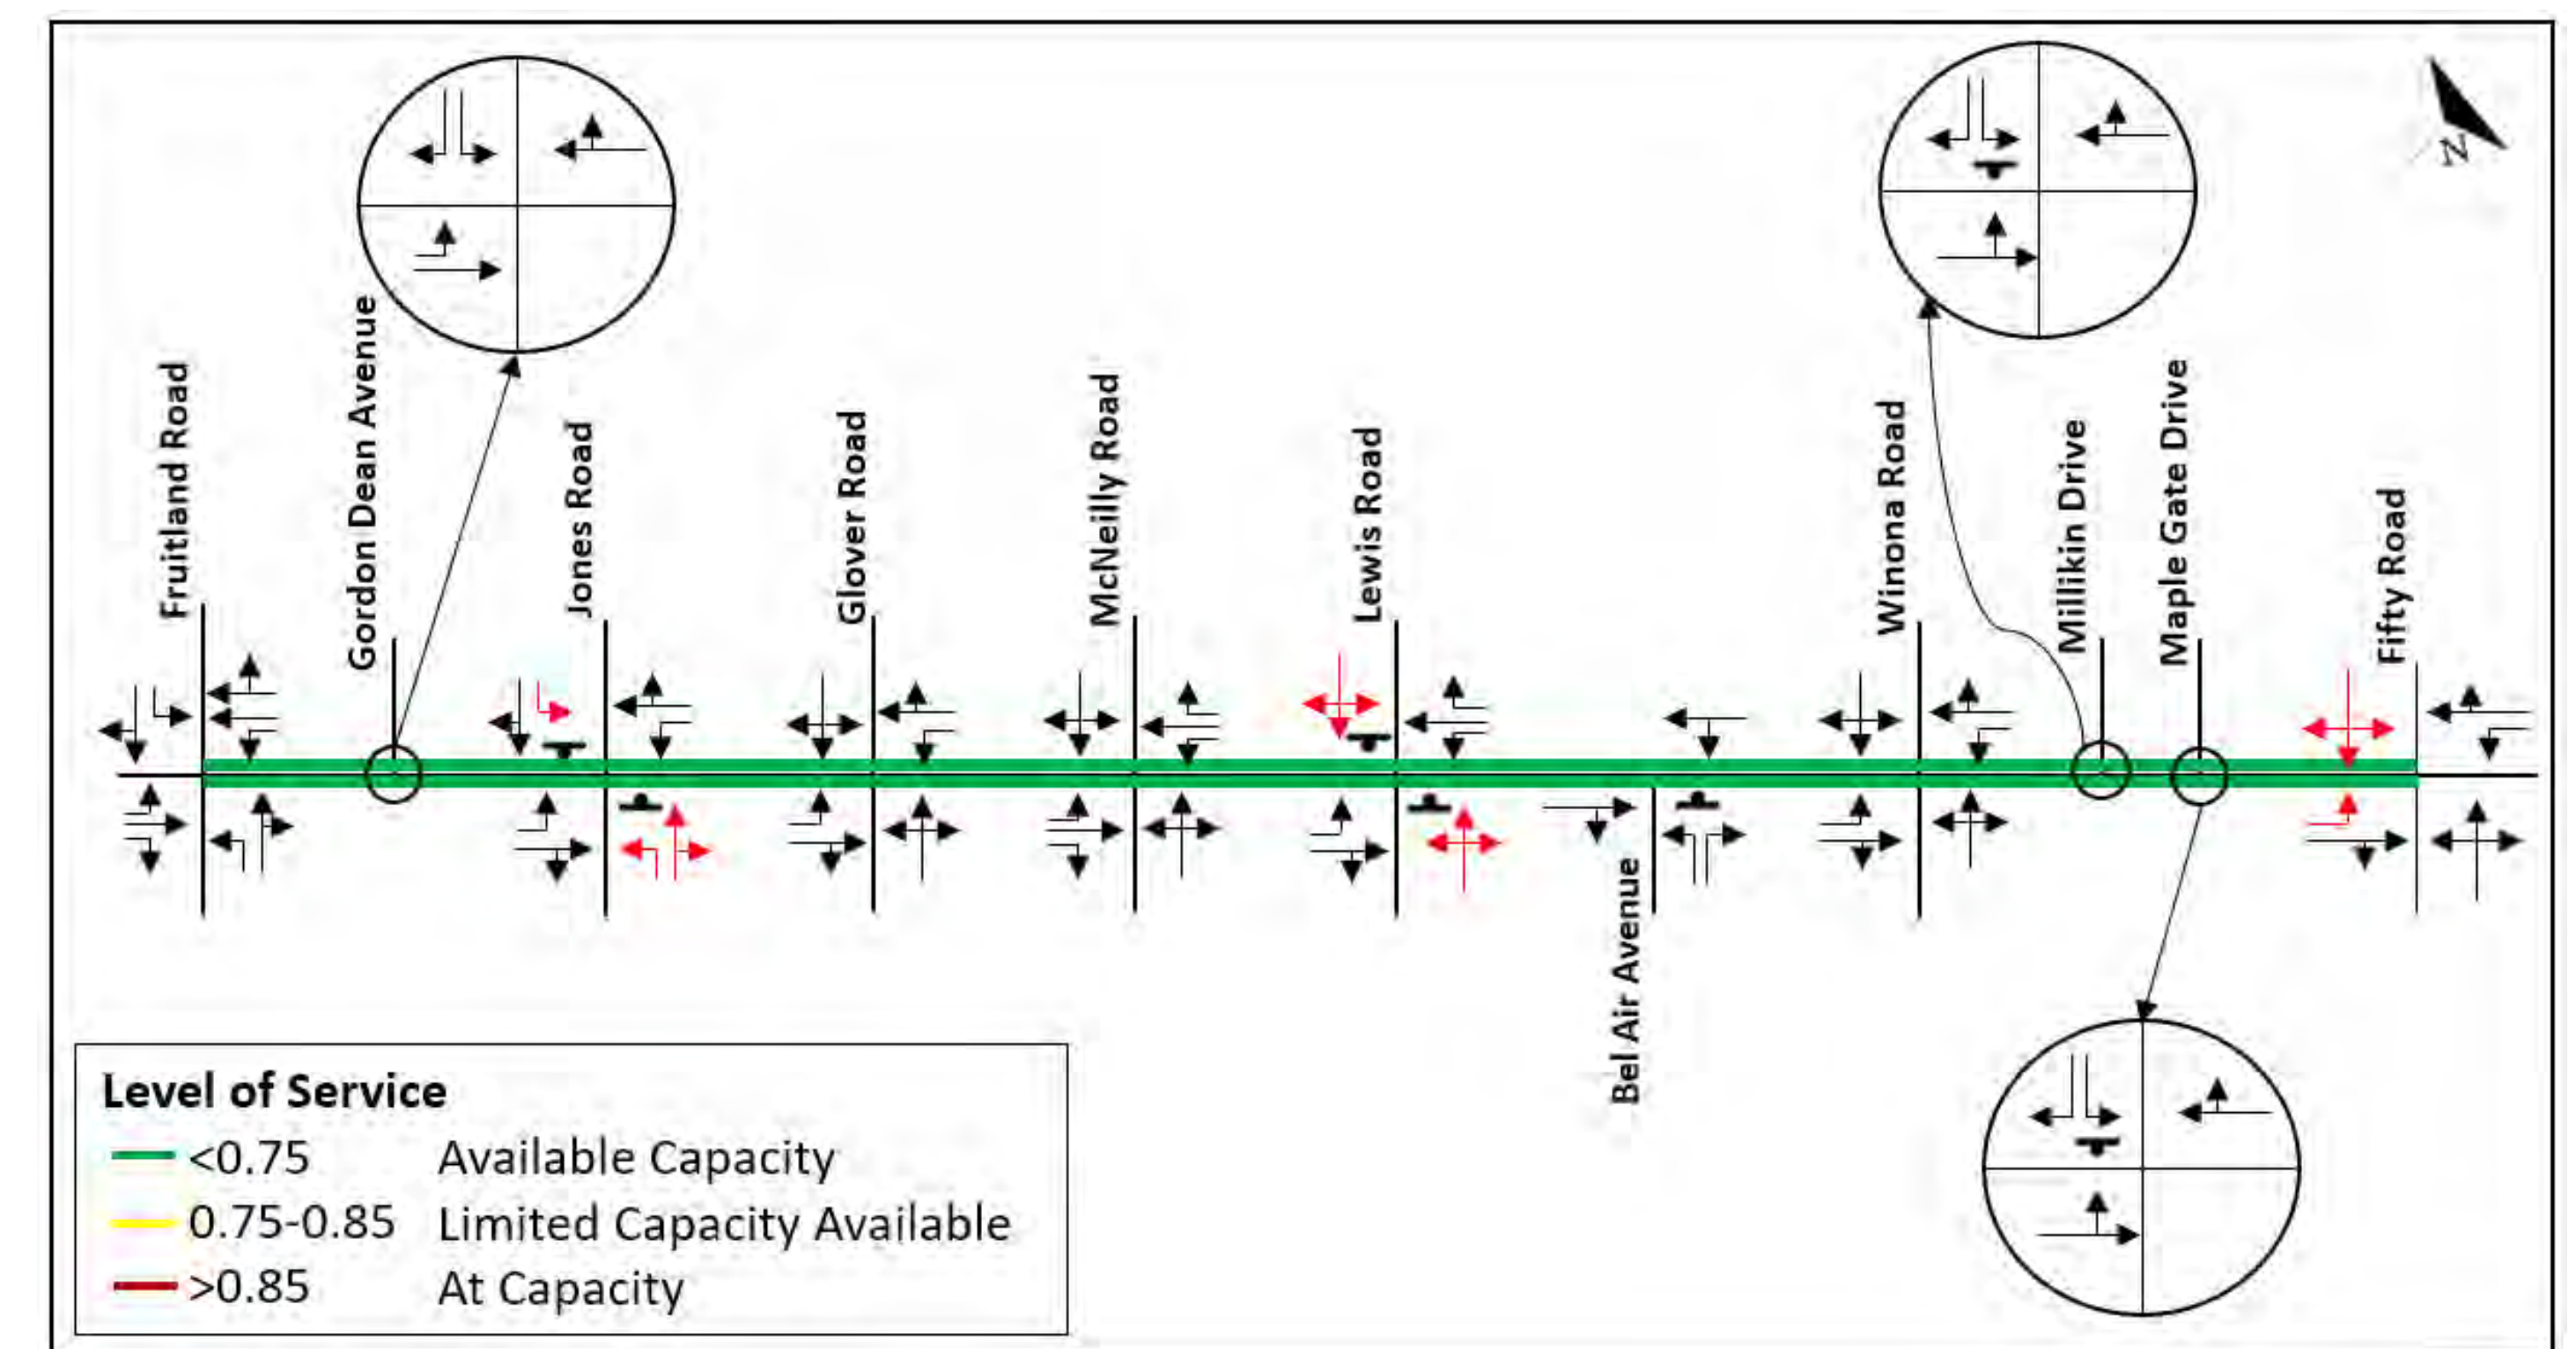 N
Fruitland Road
Gordon Dean Avenue
Jones Road
Glover Road
McNeilly Road
Lewis Road
Bel Air Avenue
Winona Road
Millikin Drive
Maple Gate Drive
Fifty Road
Level of Service
<0.75 Available Capacity
0.75-0.85 Limited Capacity Available
>0.85 At Capacity